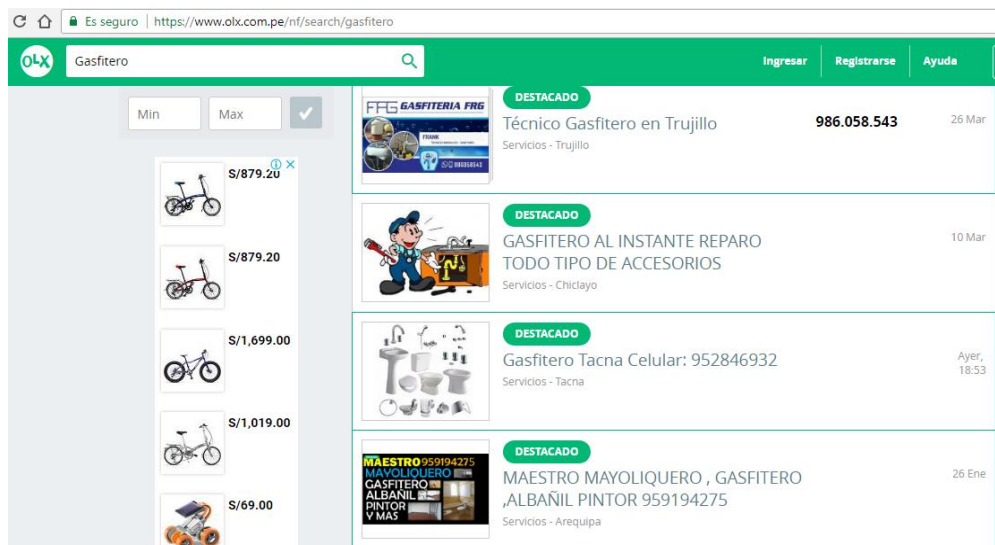 Es seguro | https://www.olx.com.pe/nf/search/gasfitero
OLX
Gasfitero
Ingresar
Registrarse
Ayuda
Min
Max
S/879.20
S/879.20
S/1,699.00
S/1,019.00
S/69.00
FFG GASFITERIA FRG
FRANK
986058543
DESTACADO
Técnico Gasfitero en Trujillo
986.058.543
26 Mar
Servicios - Trujillo
DESTACADO
GASFITERO AL INSTANTE REPARO
TODO TIPO DE ACCESORIOS
10 Mar
Servicios - Chiclayo
DESTACADO
Gasfitero Tacna Celular: 952846932
Ayer,
18:53
Servicios - Tacna
MAESTRO 959194275
MAYOLIQUERO
GASFITERO
ALBAÑIL
PINTOR
Y MAS
DESTACADO
MAESTRO MAYOLIQUERO , GASFITERO
,ALBAÑIL PINTOR 959194275
26 Ene
Servicios - Arequipa